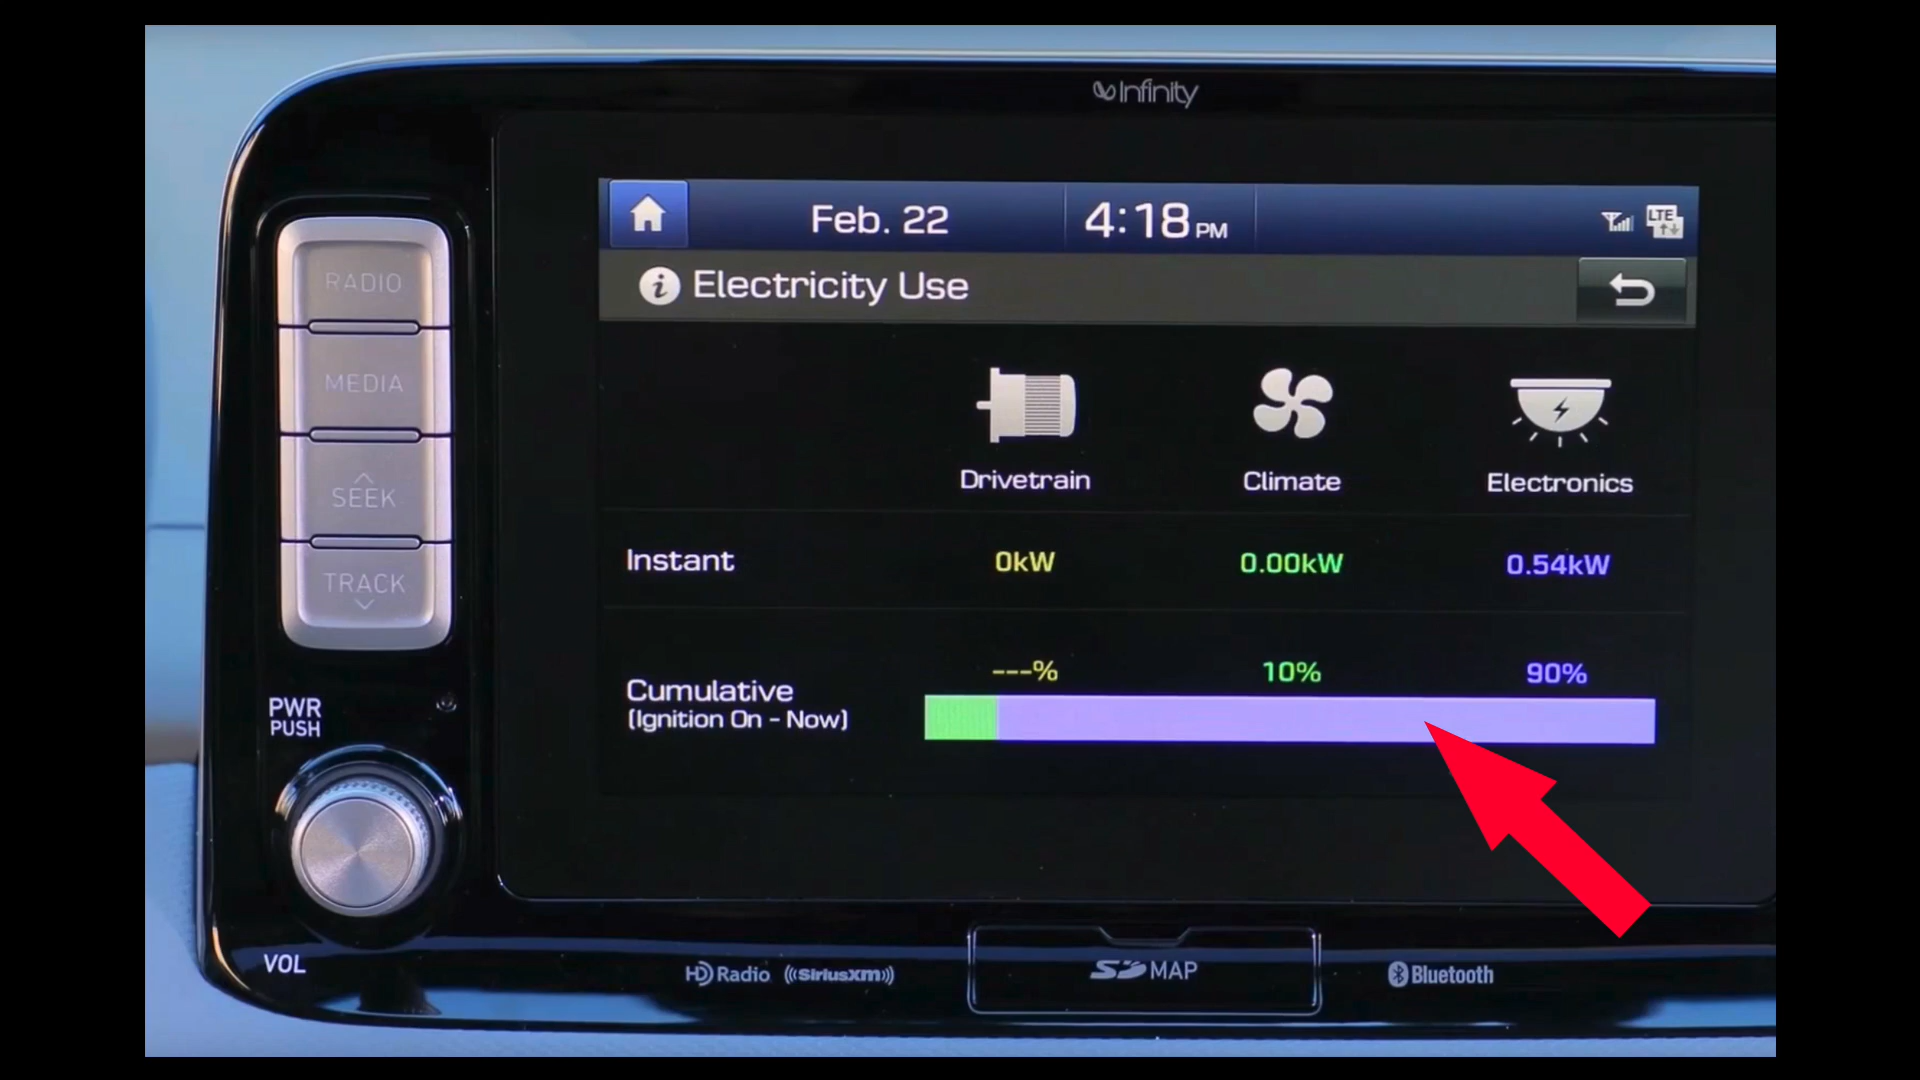 Infinity
Feb. 22 4:18 PM LTE
i Electricity Use
RADIO
MEDIA
SEEK
TRACK
Drivetrain Climate Electronics
Instant 0kW 0.00kW 0.54kW
---% 10% 90%
Cumulative
(Ignition On - Now)
PWR
PUSH
VOL
HD Radio ((SiriusXM)) SD MAP Bluetooth